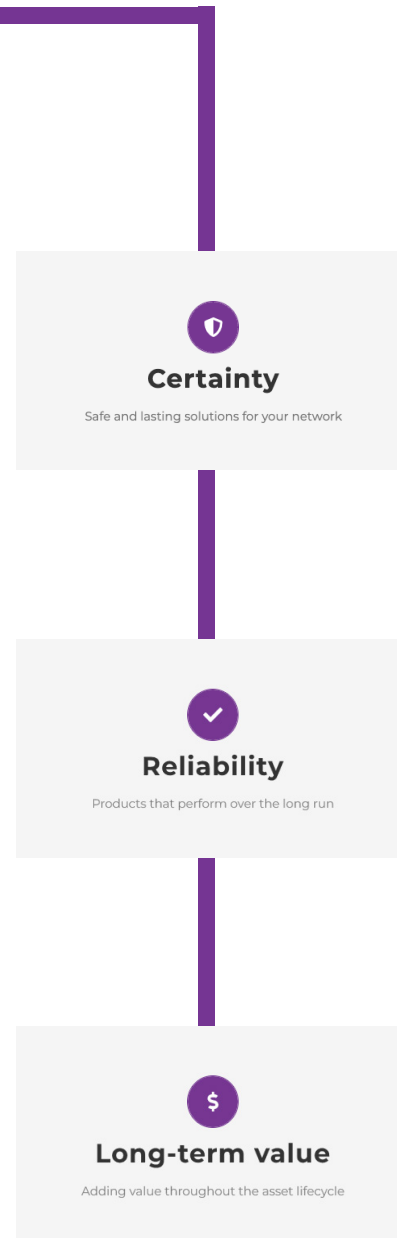 Certainty
Safe and lasting solutions for your network
Reliability
Products that perform over the long run
Long-term value
Adding value throughout the asset lifecycle